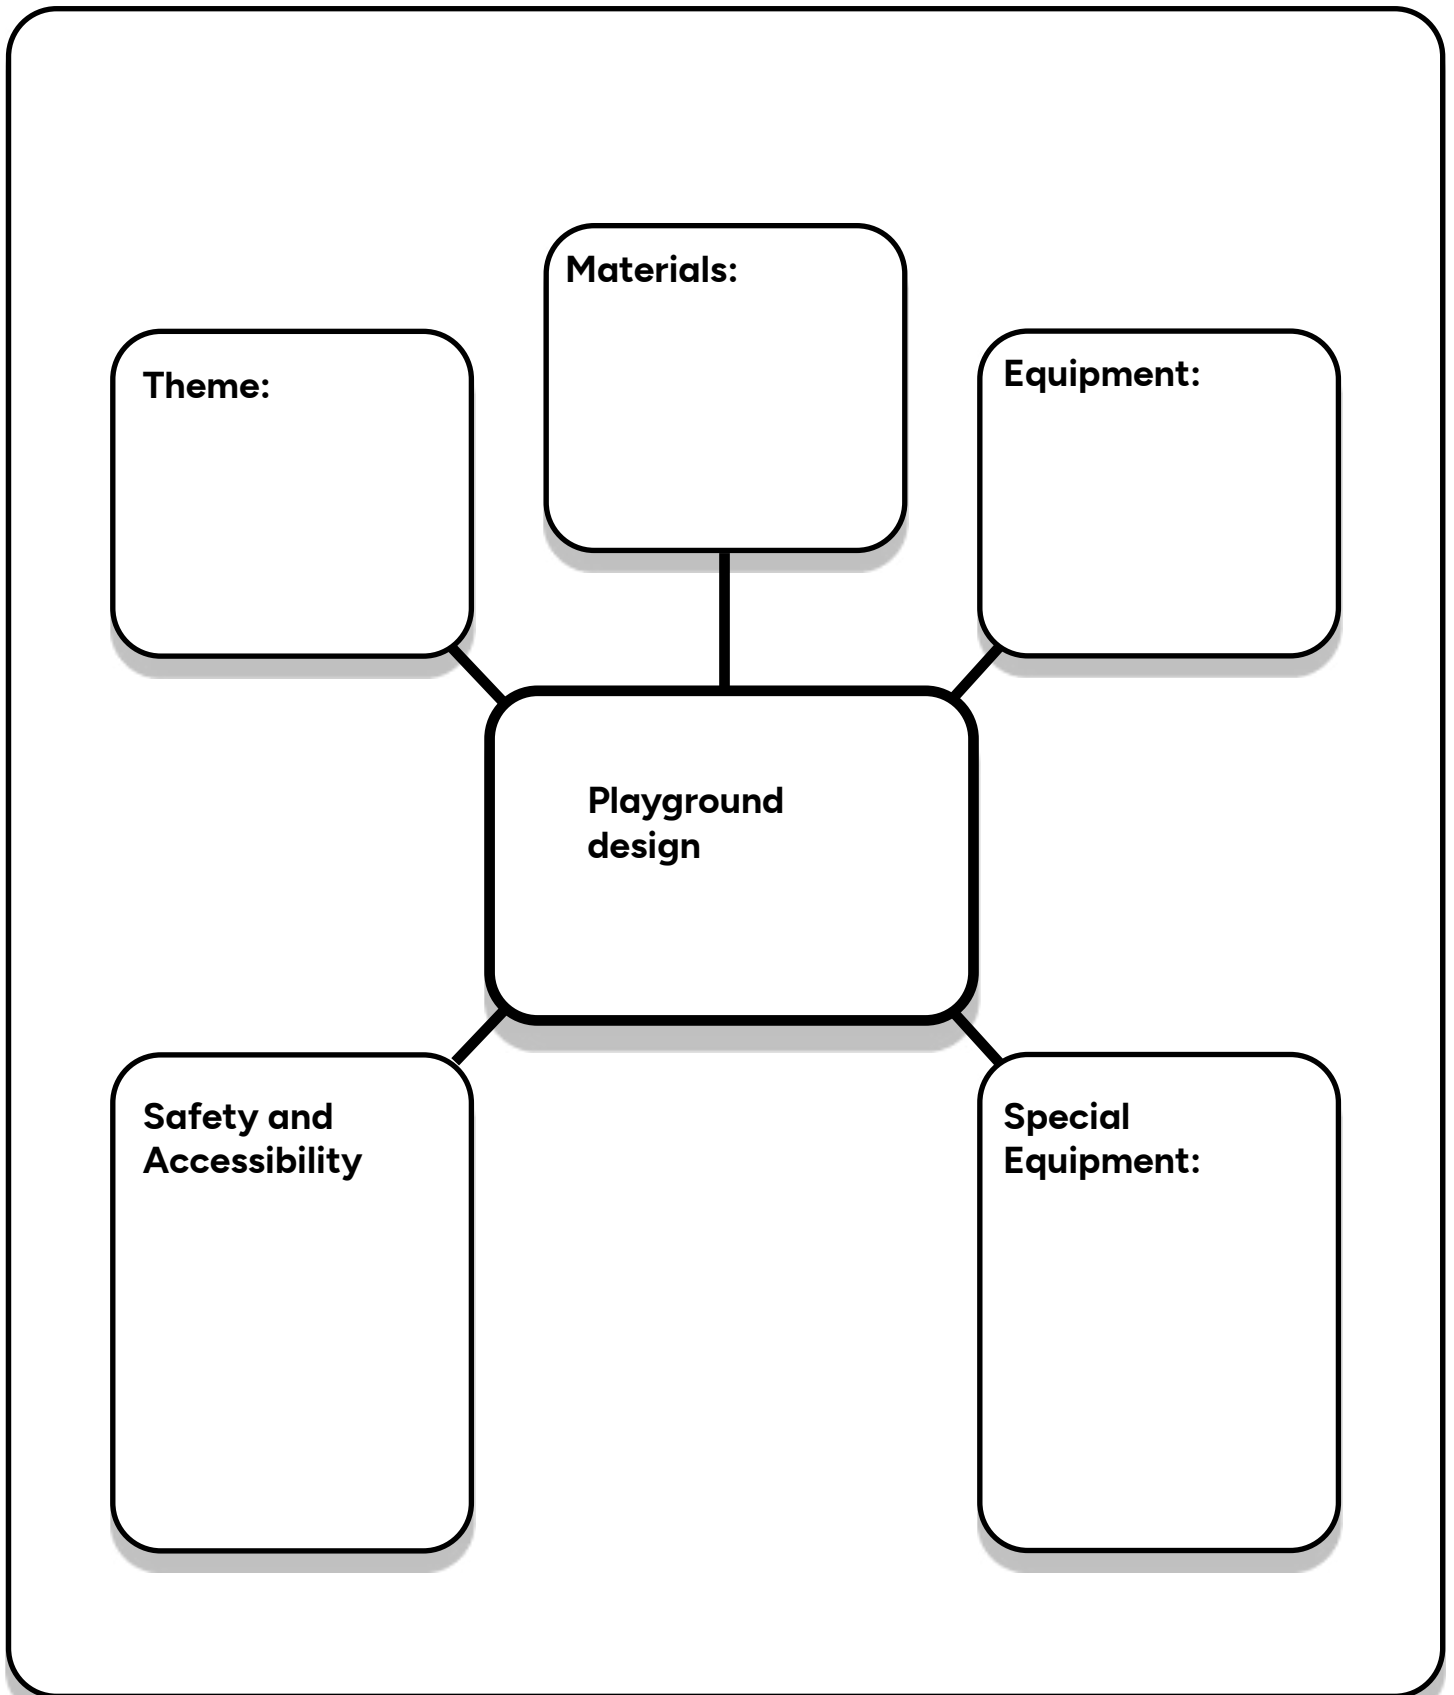 Materials:
Theme:
Equipment:
Playground
design
Safety and
Accessibility
Special
Equipment: